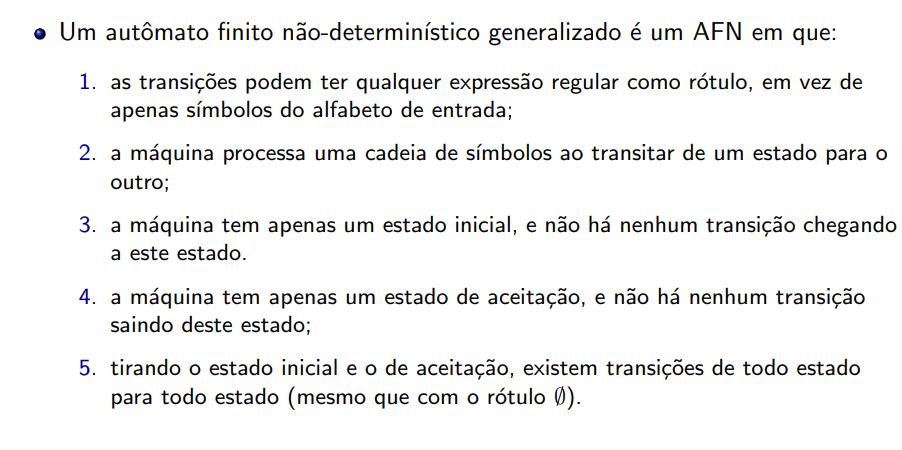 Um autômato finito não-determinístico generalizado é um AFN em que:
1. as transições podem ter qualquer expressão regular como rótulo, em vez de
apenas símbolos do alfabeto de entrada;
2. a máquina processa uma cadeia de símbolos ao transitar de um estado para o
outro;
3. a máquina tem apenas um estado inicial, e não há nenhum transição chegando
a este estado.
4. a máquina tem apenas um estado de aceitação, e não há nenhum transição
saindo deste estado;
5. tirando o estado inicial e o de aceitação, existem transições de todo estado
para todo estado (mesmo que com o rótulo ∅).